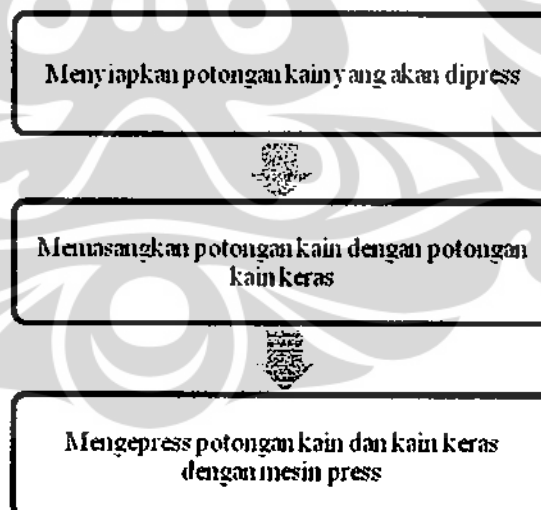 Menyiapkan potongan kain yang akan dipress
Memasangkan potongan kain dengan potongan
kain keras
Mengepress potongan kain dan kain keras
dengan mesin press